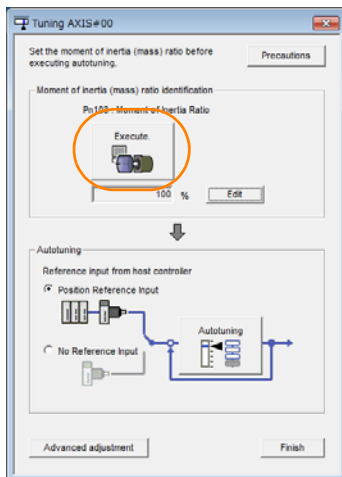 Tuning AXIS#00
Set the moment of inertia (mass) ratio before
executing autotuning.
Precautions
Moment of inertia (mass) ratio identification
Pn103 : Moment of Inertia Ratio
Execute.
100 %
Edit
Autotuning
Reference input from host controller
Position Reference Input
Autotuning
No Reference Input
Advanced adjustment
Finish